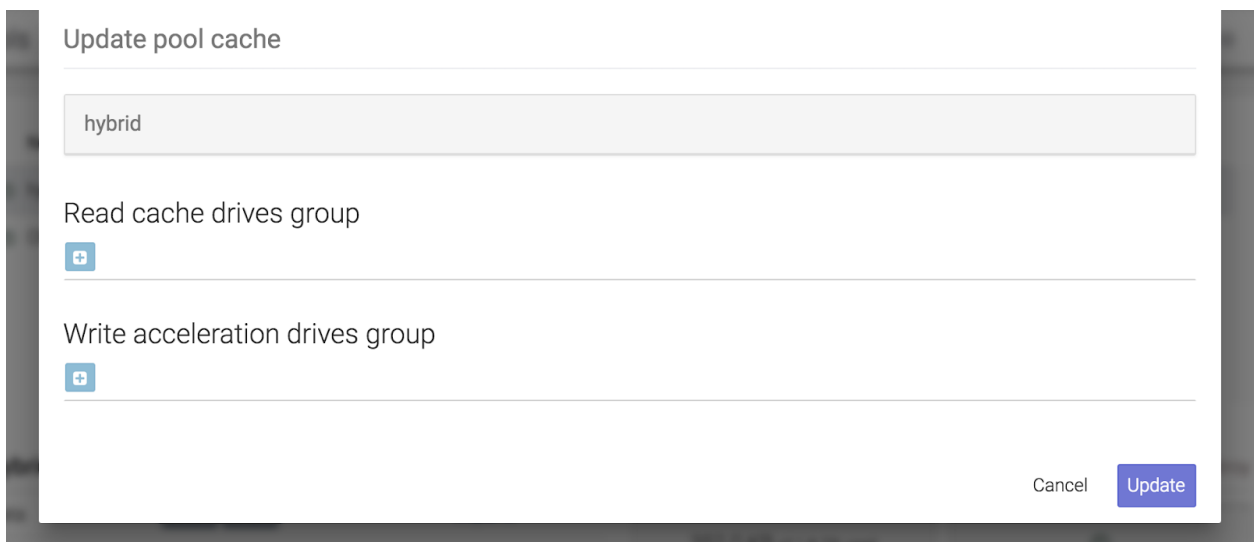 Update pool cache
hybrid
Read cache drives group
Write acceleration drives group
Cancel
Update